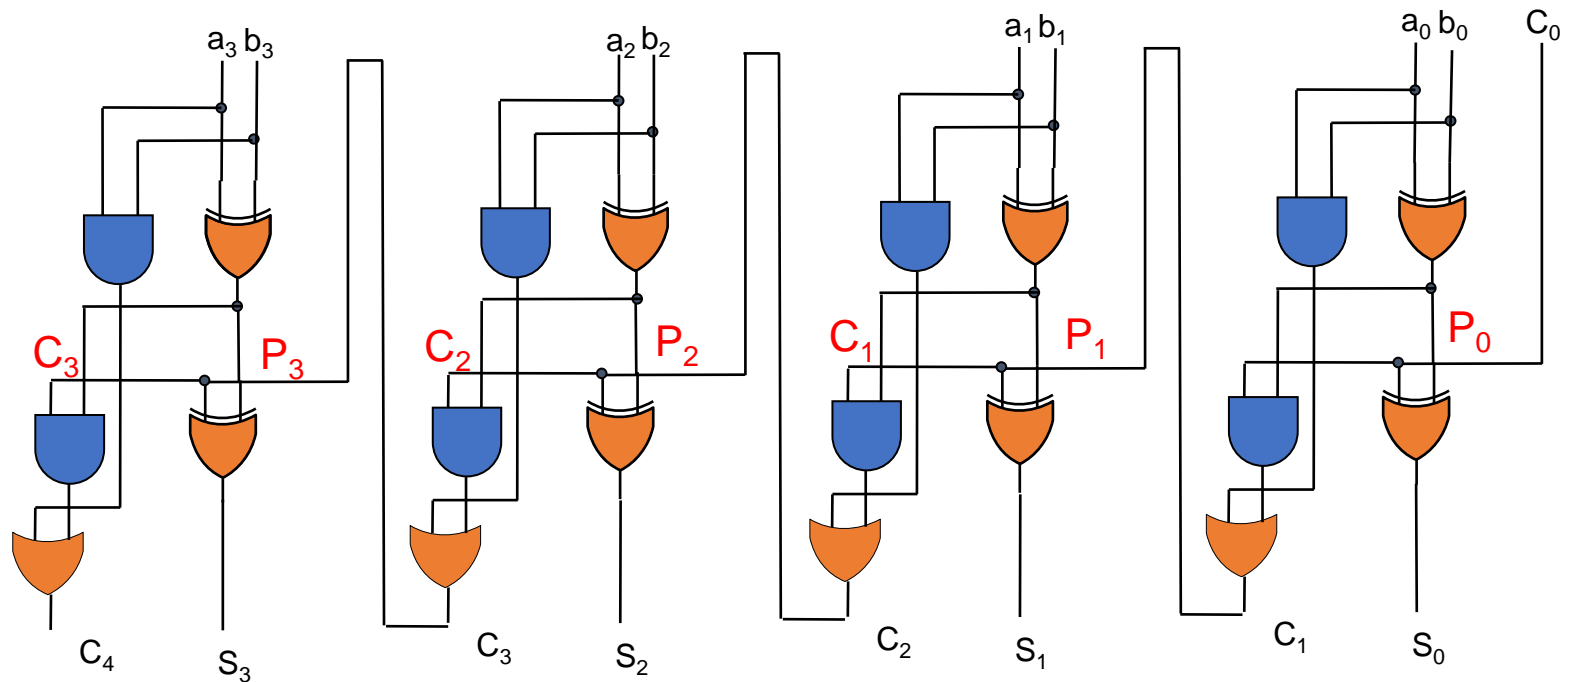 a₃ b₃
a₂ b₂
a₁ b₁
a₀ b₀
C₀
C₃
P₃
C₂
P₂
C₁
P₁
P₀
C₄
S₃
C₃
S₂
C₂
S₁
C₁
S₀